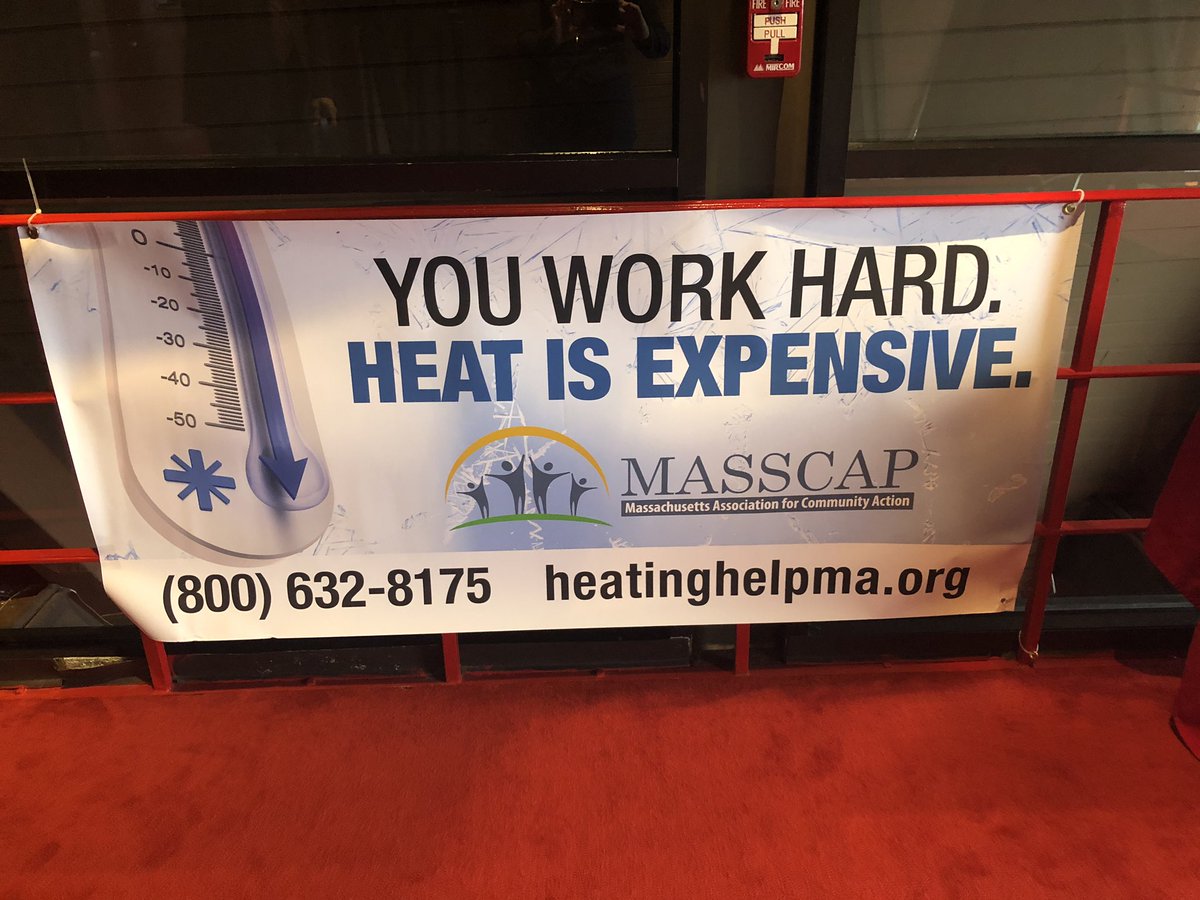 FIRE FIRE
PUSH
PULL
MIRCOM
0
-10
-20
-30
-40
-50
YOU WORK HARD.
HEAT IS EXPENSIVE.
MASSCAP
Massachusetts Association for Community Action
(800) 632-8175 heatinghelpma.org